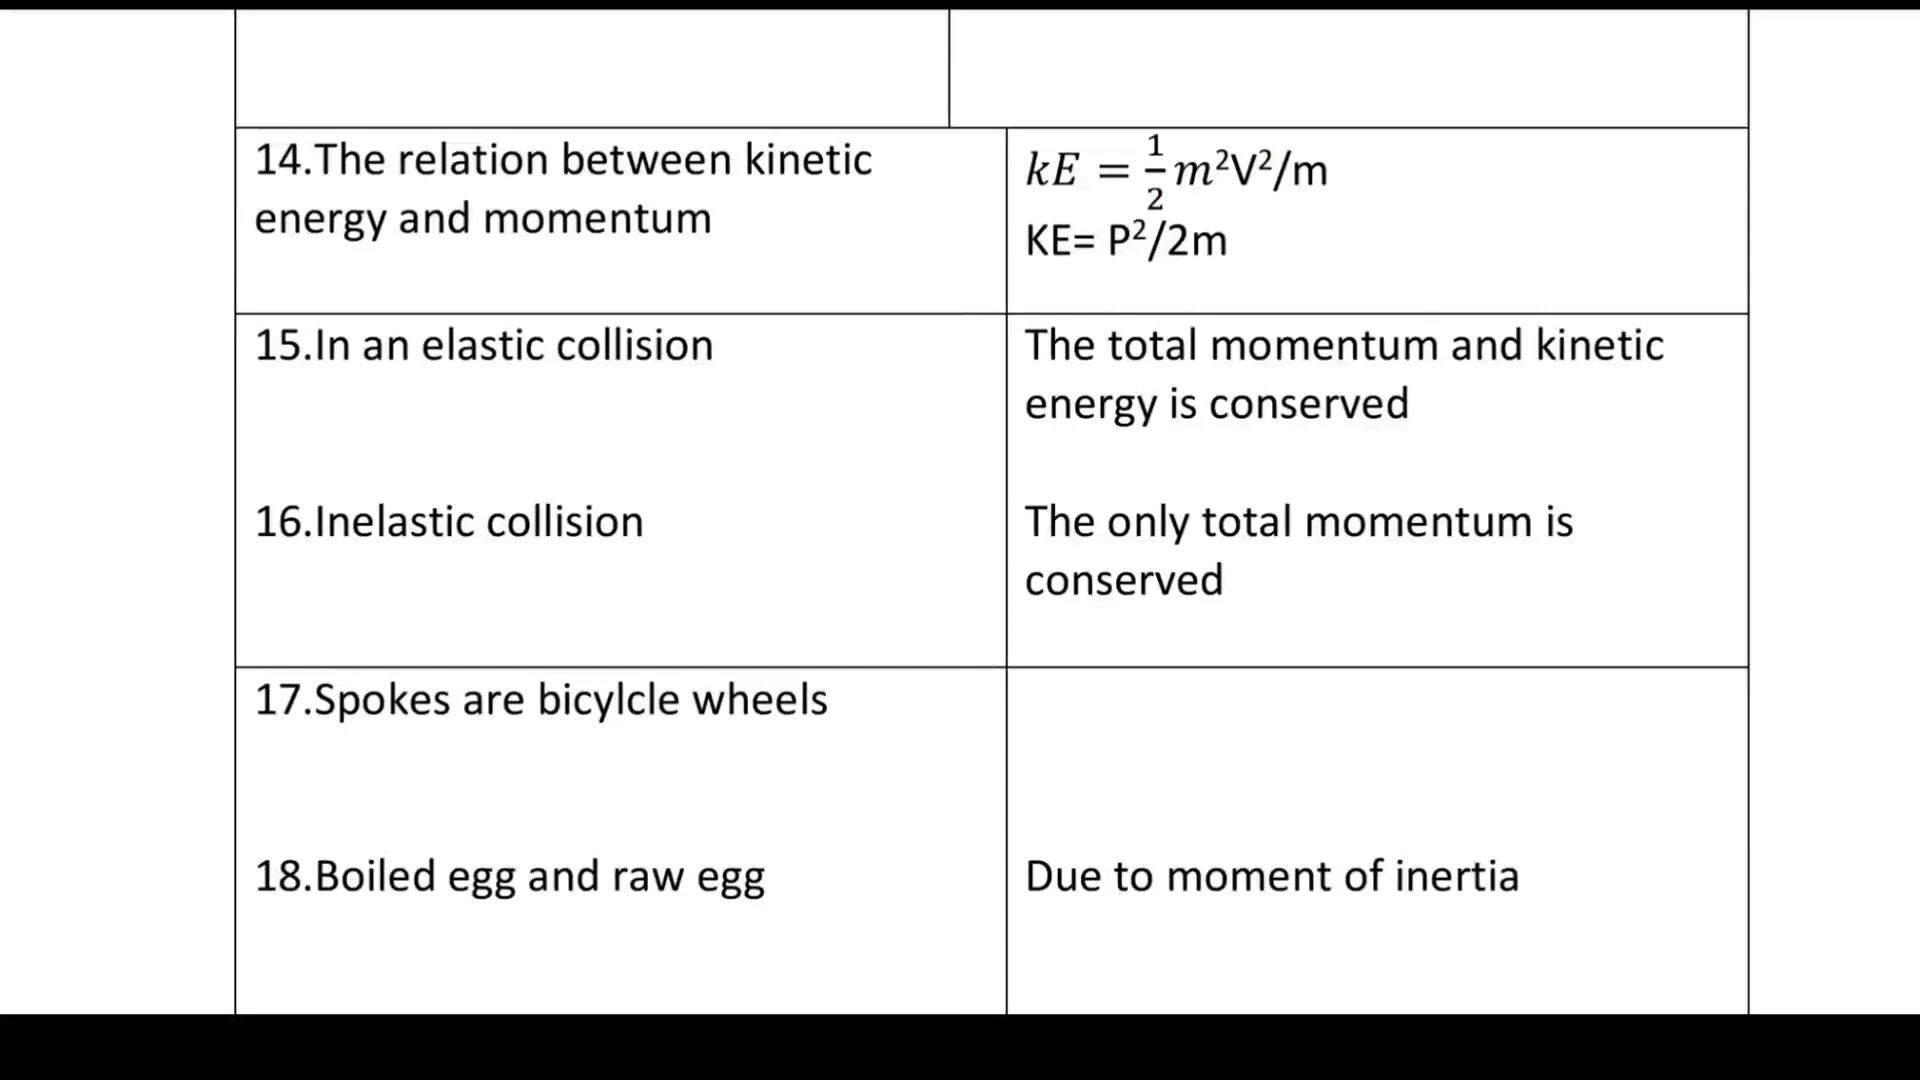 14.The relation between kinetic
energy and momentum
kE = 1/2 m²V²/m
KE= P²/2m
15.In an elastic collision
The total momentum and kinetic
energy is conserved
16.Inelastic collision
The only total momentum is
conserved
17.Spokes are bicylcle wheels
18.Boiled egg and raw egg
Due to moment of inertia